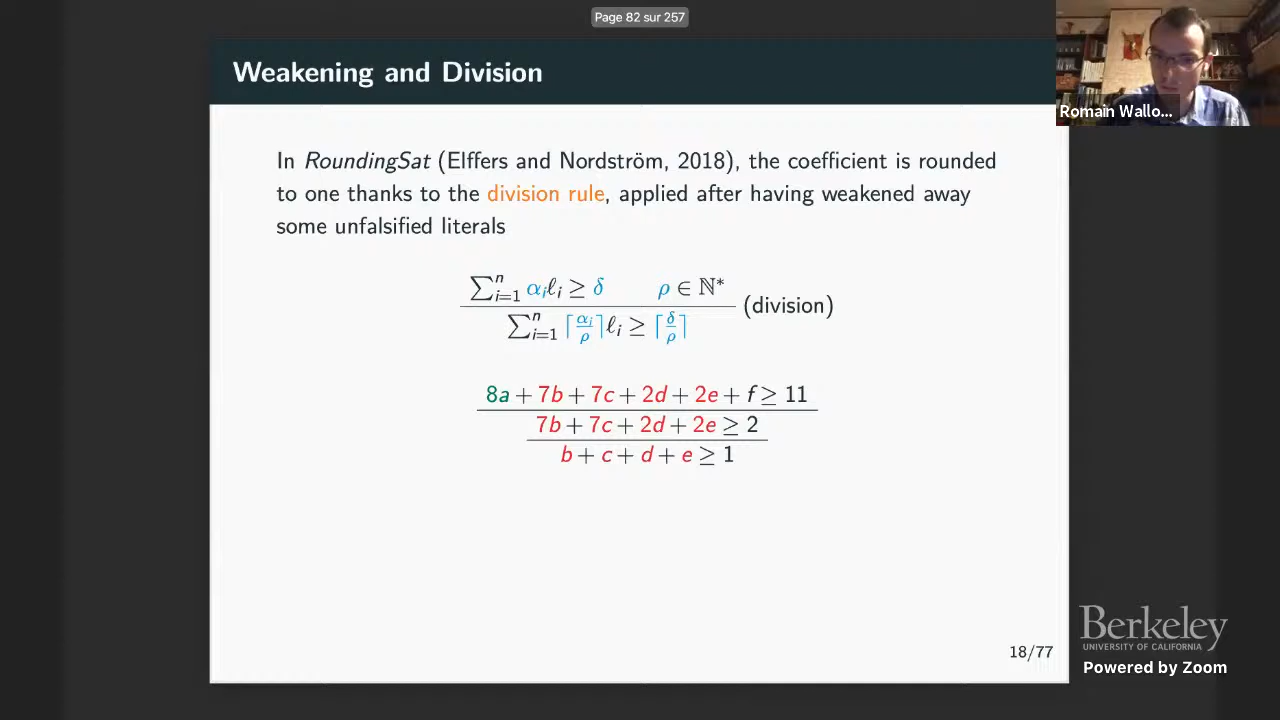 Page 82 sur 257
Weakening and Division
Romain Wallo...
In RoundingSat (Elffers and Nordström, 2018), the coefficient is rounded
to one thanks to the division rule, applied after having weakened away
some unfalsified literals
∑ⁿᵢ₌₁ αᵢℓᵢ ≥ δ ρ ∈ ℕ*
∑ⁿᵢ₌₁ ⌈αᵢ/ρ⌉ℓᵢ ≥ ⌈δ/ρ⌉ (division)
8a + 7b + 7c + 2d + 2e + f ≥ 11
7b + 7c + 2d + 2e ≥ 2
b + c + d + e ≥ 1
18/77
Berkeley
UNIVERSITY OF CALIFORNIA
Powered by Zoom